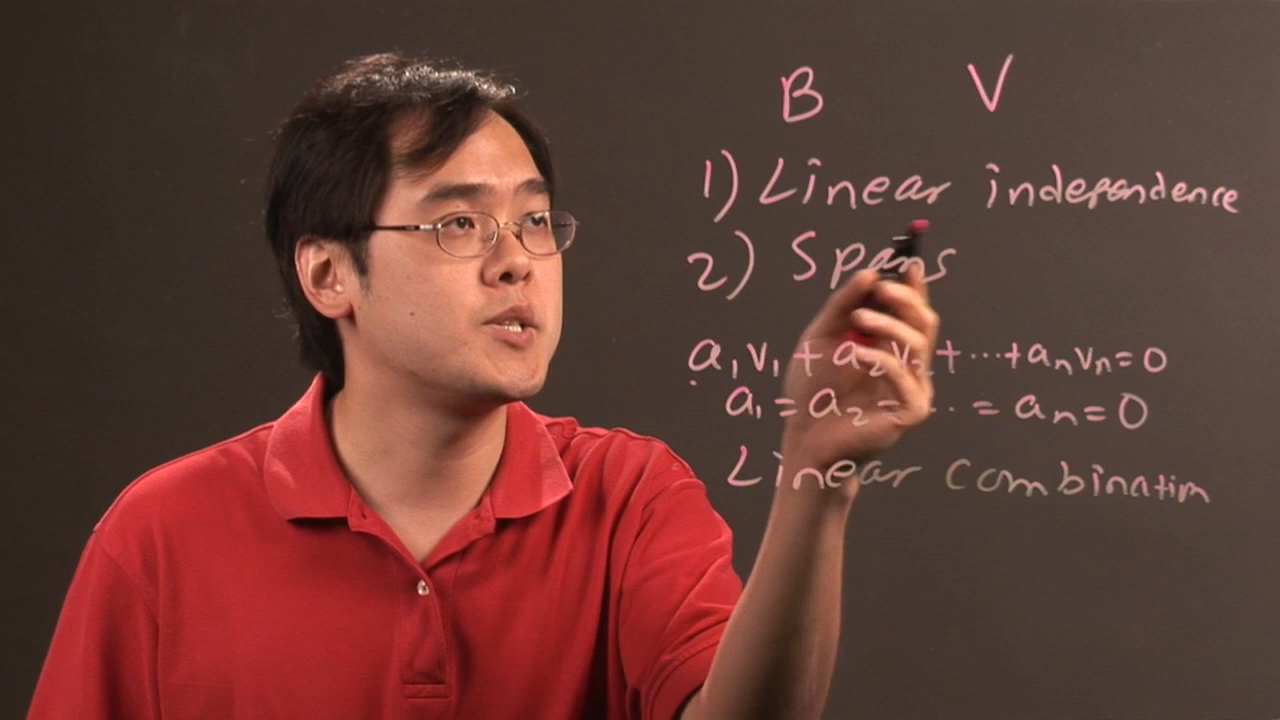 B V
1) Linear independence
2) Spans
a₁v₁ + a₂v₂ + ... + aₙvₙ = 0
a₁ = a₂ = ... = aₙ = 0
Linear combination